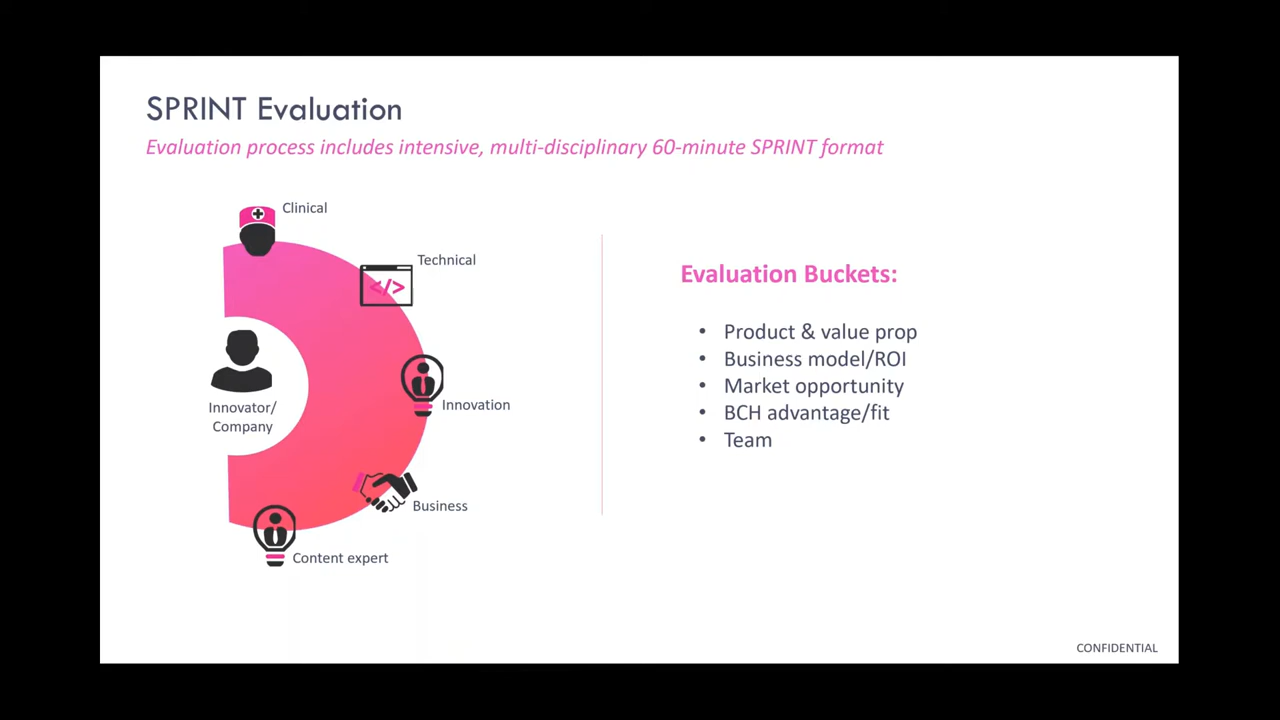 SPRINT Evaluation
Evaluation process includes intensive, multi-disciplinary 60-minute SPRINT format
Clinical
Technical
Innovator/
Company
Innovation
Business
Content expert
Evaluation Buckets:
• Product & value prop
• Business model/ROI
• Market opportunity
• BCH advantage/fit
• Team
CONFIDENTIAL